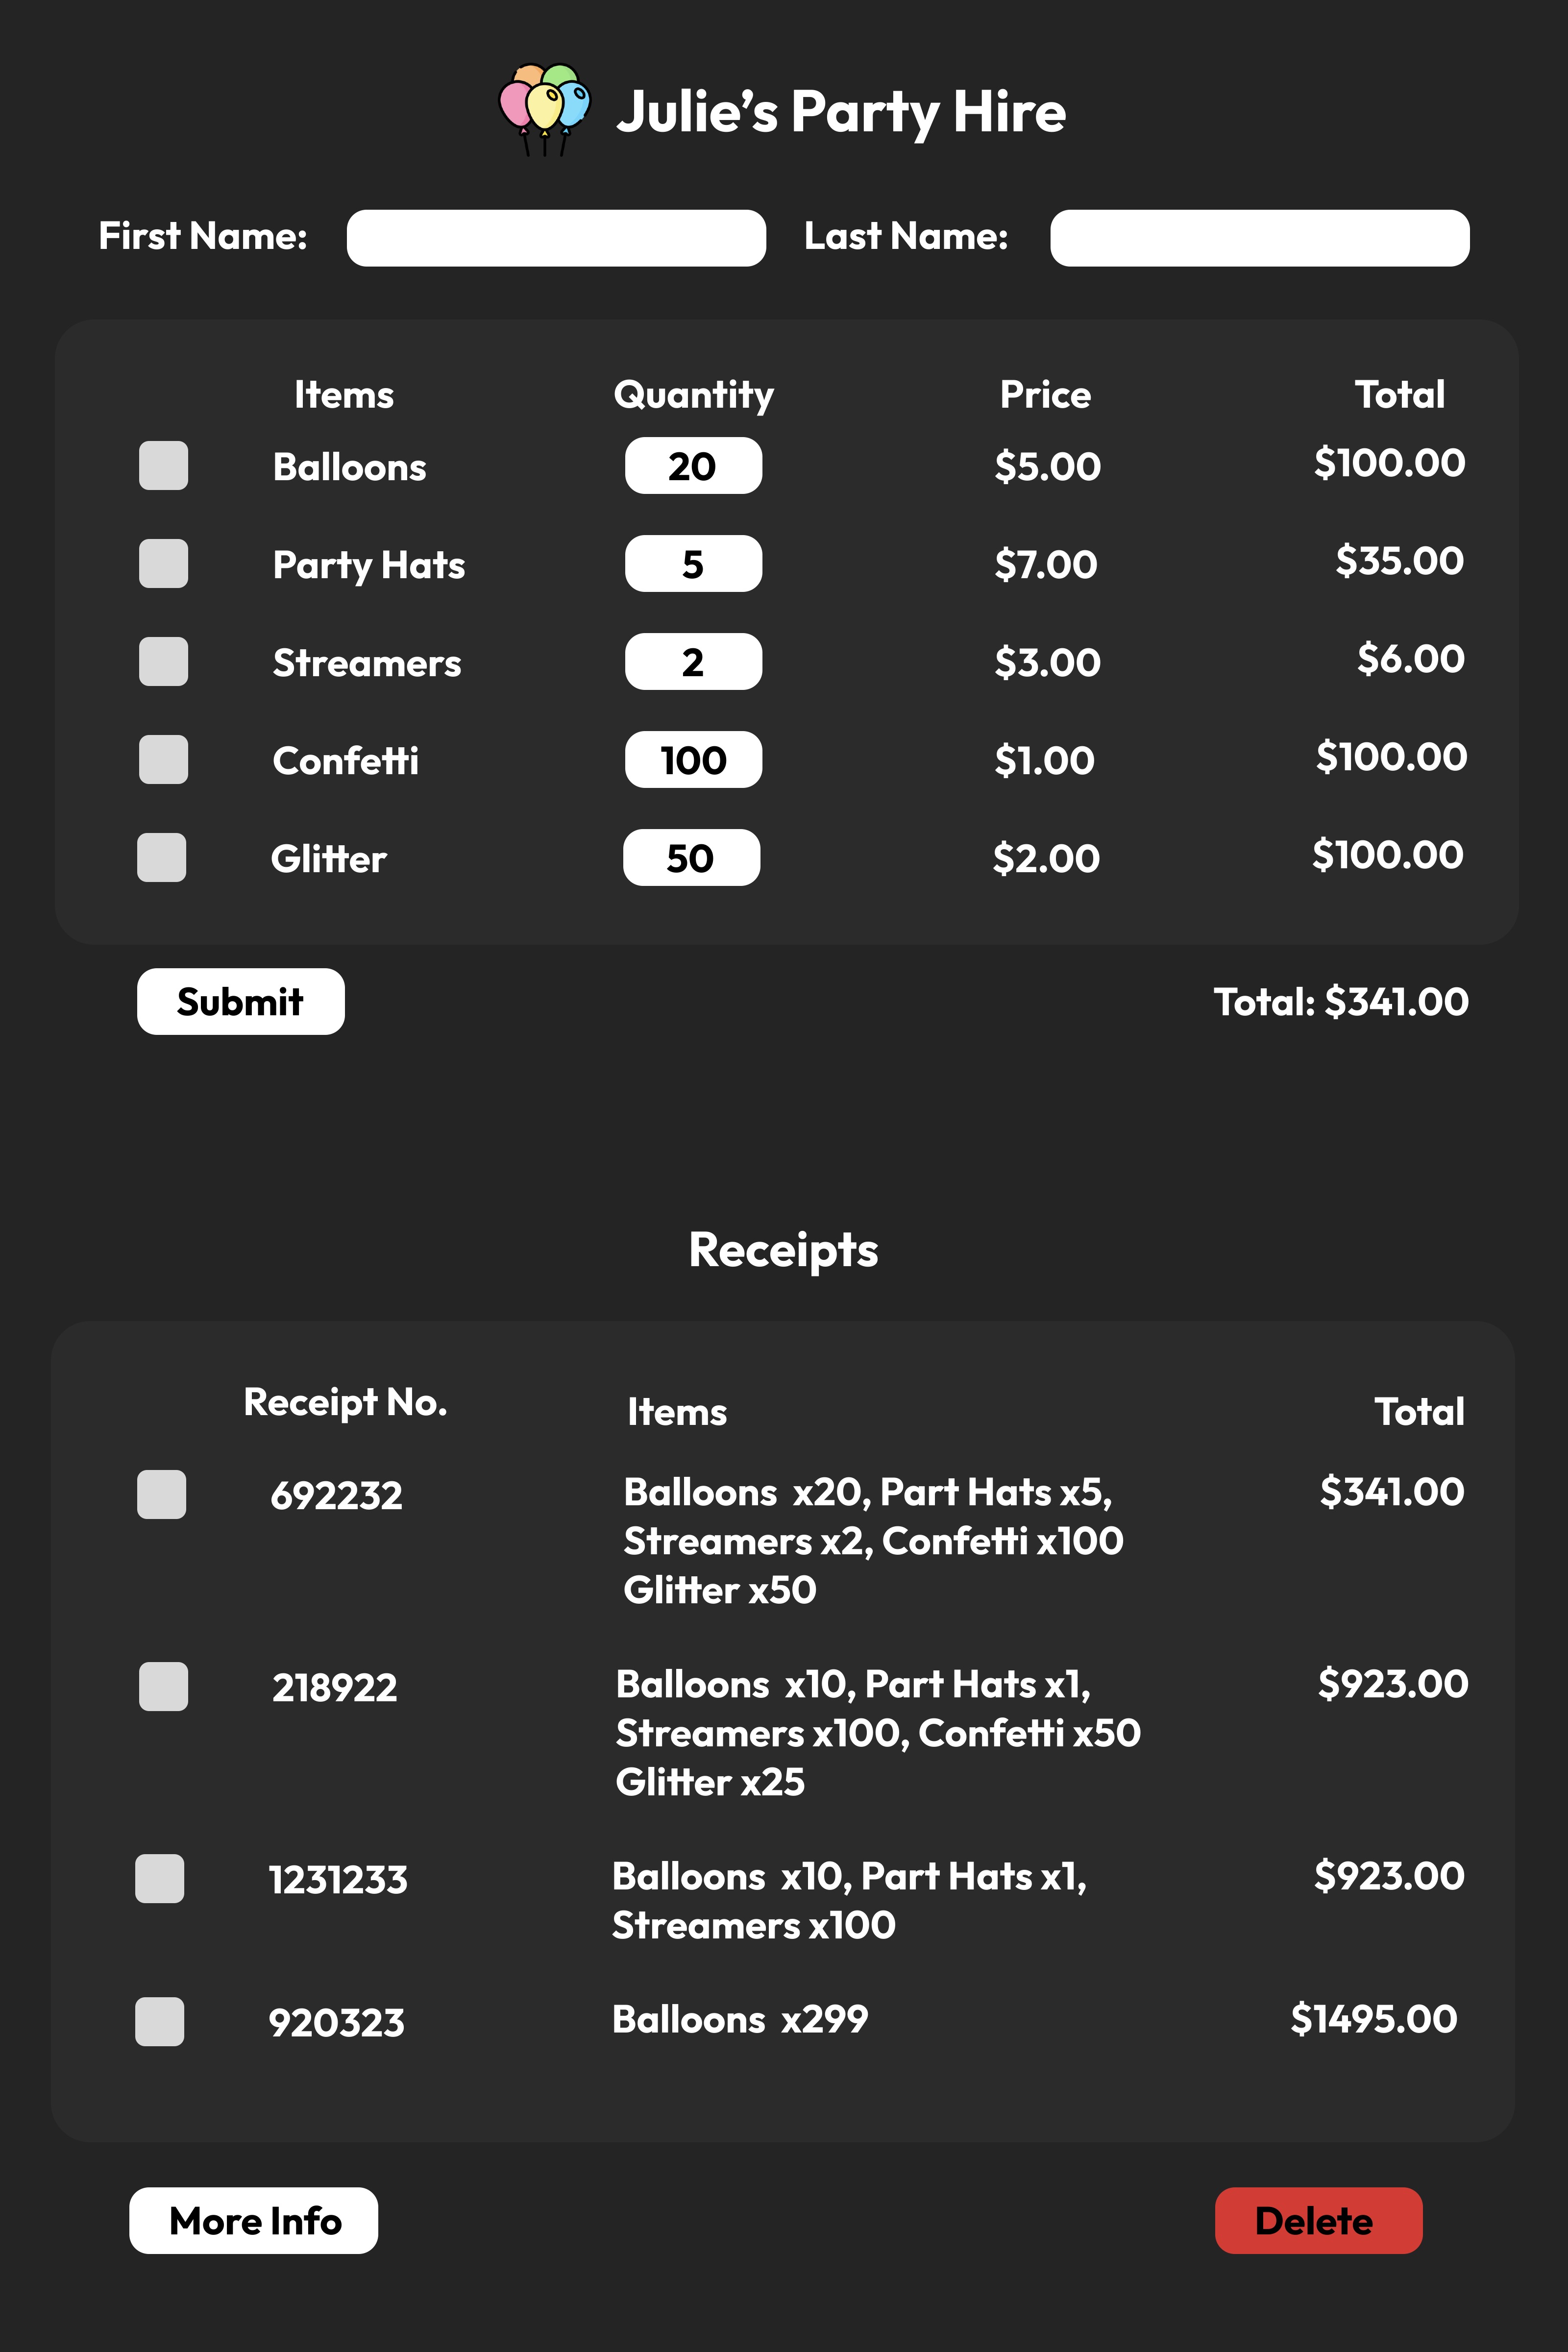 Julie’s Party Hire
First Name: Last Name:
Items Quantity Price Total
Balloons 20 $5.00 $100.00
Party Hats 5 $7.00 $35.00
Streamers 2 $3.00 $6.00
Confetti 100 $1.00 $100.00
Glitter 50 $2.00 $100.00
Submit Total: $341.00
Receipts
Receipt No. Items Total
692232 Balloons  x20, Part Hats x5, $341.00
Streamers x2, Confetti x100
Glitter x50
218922 Balloons  x10, Part Hats x1, $923.00
Streamers x100, Confetti x50
Glitter x25
1231233 Balloons  x10, Part Hats x1, $923.00
Streamers x100
920323 Balloons  x299 $1495.00
More Info Delete